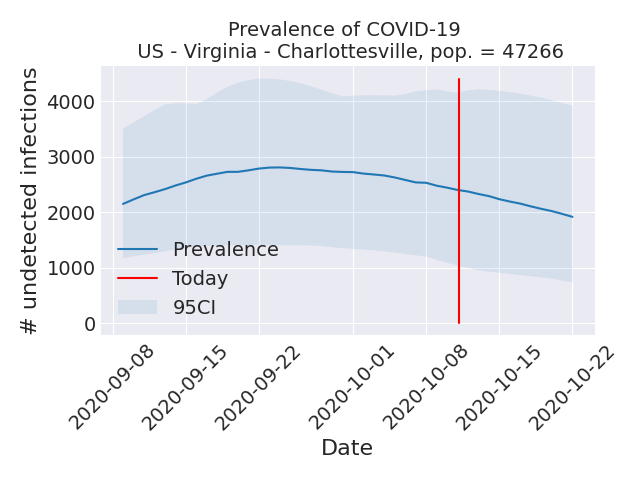 Prevalence of COVID-19
US - Virginia - Charlottesville, pop. = 47266
# undetected infections
4000
3000
2000
1000
0
Prevalence
Today
95CI
2020-09-08
2020-09-15
2020-09-22
2020-10-01
2020-10-08
2020-10-15
2020-10-22
Date